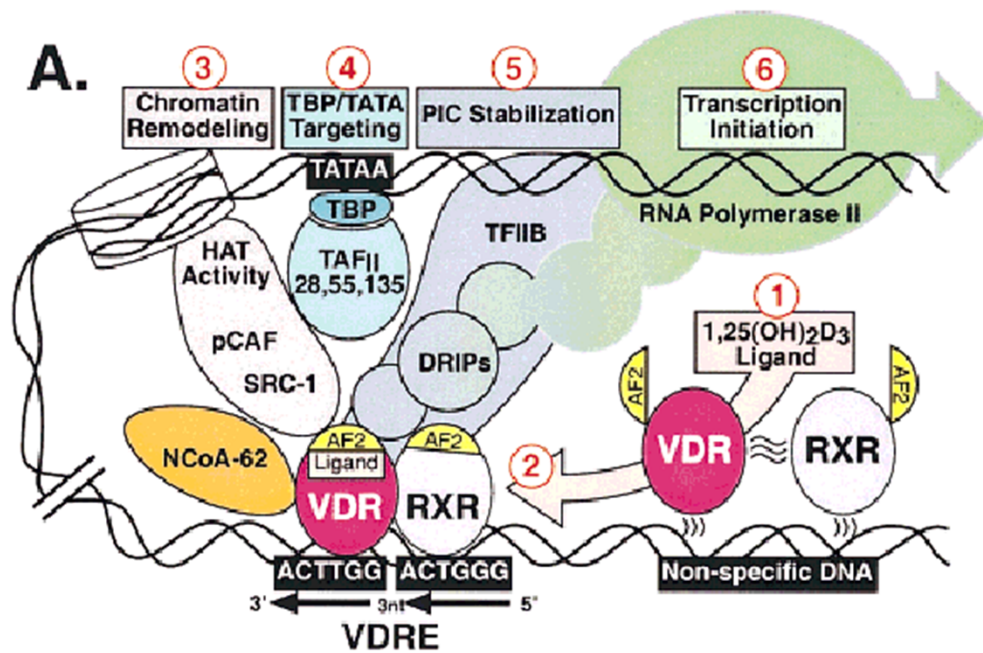 A.
3
Chromatin
Remodeling
4
TBP/TATA
Targeting
5
PIC Stabilization
6
Transcription
Initiation
TATAA
TBP
TAFII
28,55,135
HAT
Activity
pCAF
SRC-1
TFIIB
DRIPs
RNA Polymerase II
1
1,25(OH)2D3
Ligand
AF2
VDR
RXR
AF2
2
NCoA-62
AF2
Ligand
VDR
AF2
RXR
ACTTGG
ACTGGG
Non-specific DNA
3'
3nt
5"
VDRE